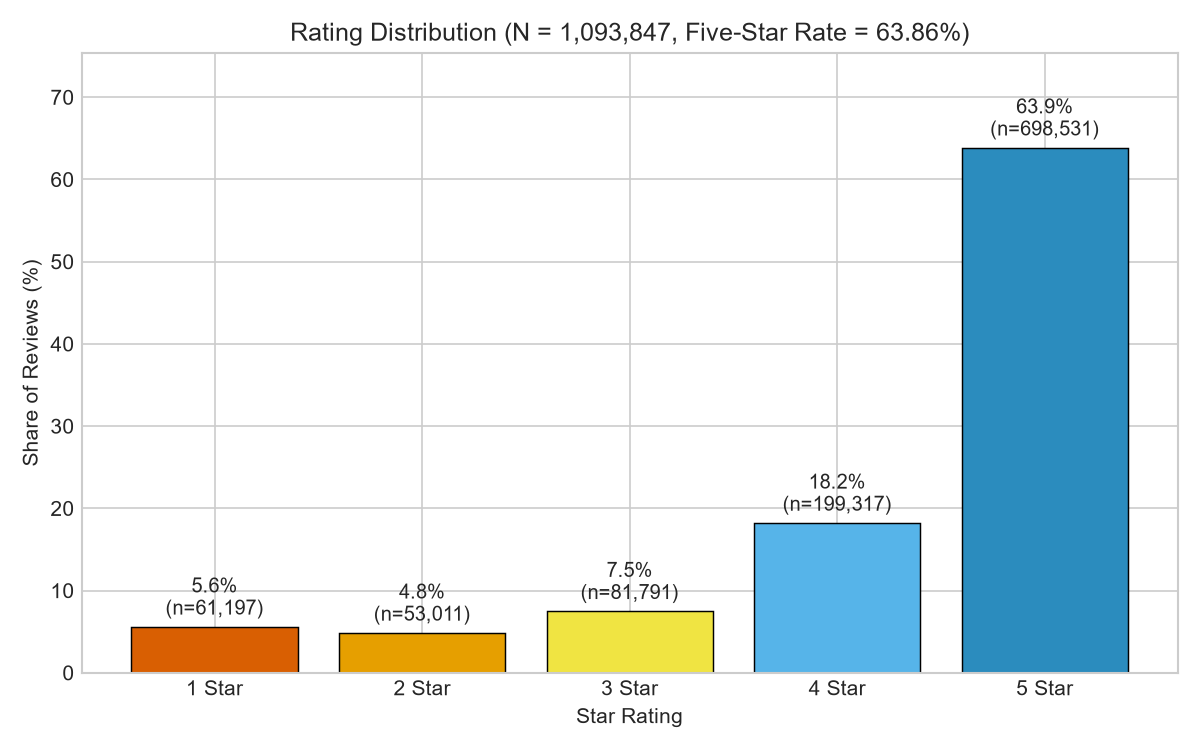 Rating Distribution (N = 1,093,847, Five-Star Rate = 63.86%)
Share of Reviews (%)
70
60
50
40
30
20
10
0
5.6%
(n=61,197)
4.8%
(n=53,011)
7.5%
(n=81,791)
18.2%
(n=199,317)
63.9%
(n=698,531)
1 Star
2 Star
3 Star
4 Star
5 Star
Star Rating